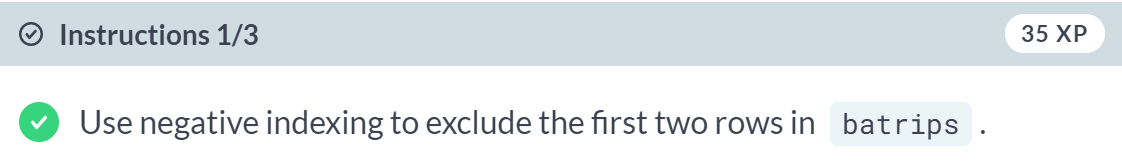 Instructions 1/3 35 XP
Use negative indexing to exclude the first two rows in batrips .